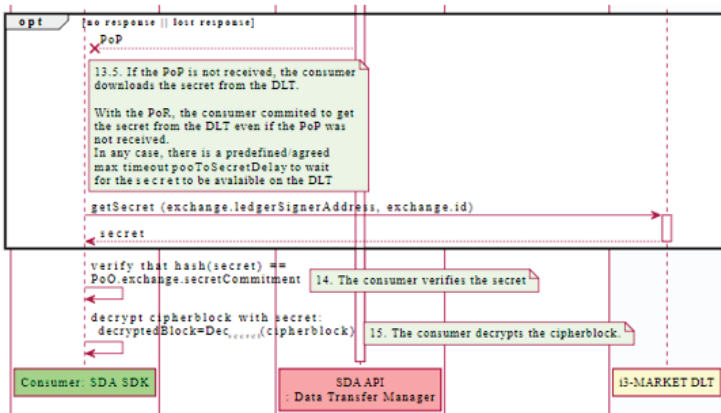 opt [no response || lost response]
PoP
13.5. If the PoP is not received, the consumer
downloads the secret from the DLT.
With the PoR, the consumer commited to get
the secret from the DLT even if the PoP was
not received.
In any case, there is a predefined/agreed
max timeout pooToSecretDelay to wait
for the secret to be avalaible on the DLT
getSecret (exchange.ledgerSignerAddress, exchange.id)
secret
verify that hash(secret) ==
PoO.exchange.secretCommitment
14. The consumer verifies the secret
decrypt cipherblock with secret:
decryptedBlock=Dec_secret(cipherblock)
15. The consumer decrypts the cipherblock.
Consumer: SDA SDK
SDA API
: Data Transfer Manager
i3-MARKET DLT